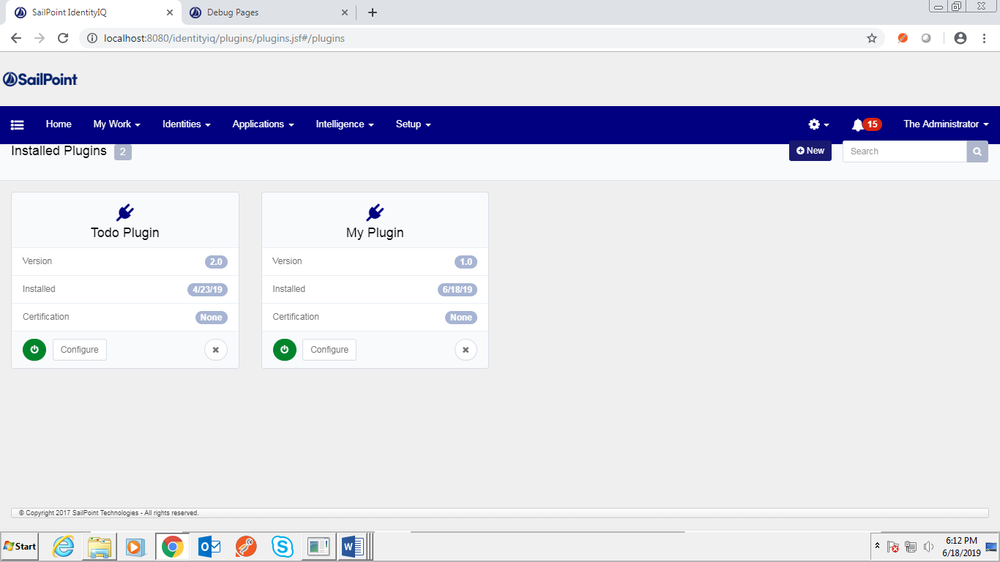 SailPoint IdentityIQ
Debug Pages
localhost:8080/identityiq/plugins/plugins.jsf#/plugins
SailPoint
Home My Work Identities Applications Intelligence Setup 15 The Administrator
Installed Plugins 2 New Search
Todo Plugin
Version 2.0
Installed 4/23/19
Certification None
Configure
My Plugin
Version 1.0
Installed 6/18/19
Certification None
Configure
© Copyright 2017 SailPoint Technologies - All rights reserved.
Start
6:12 PM
6/18/2019